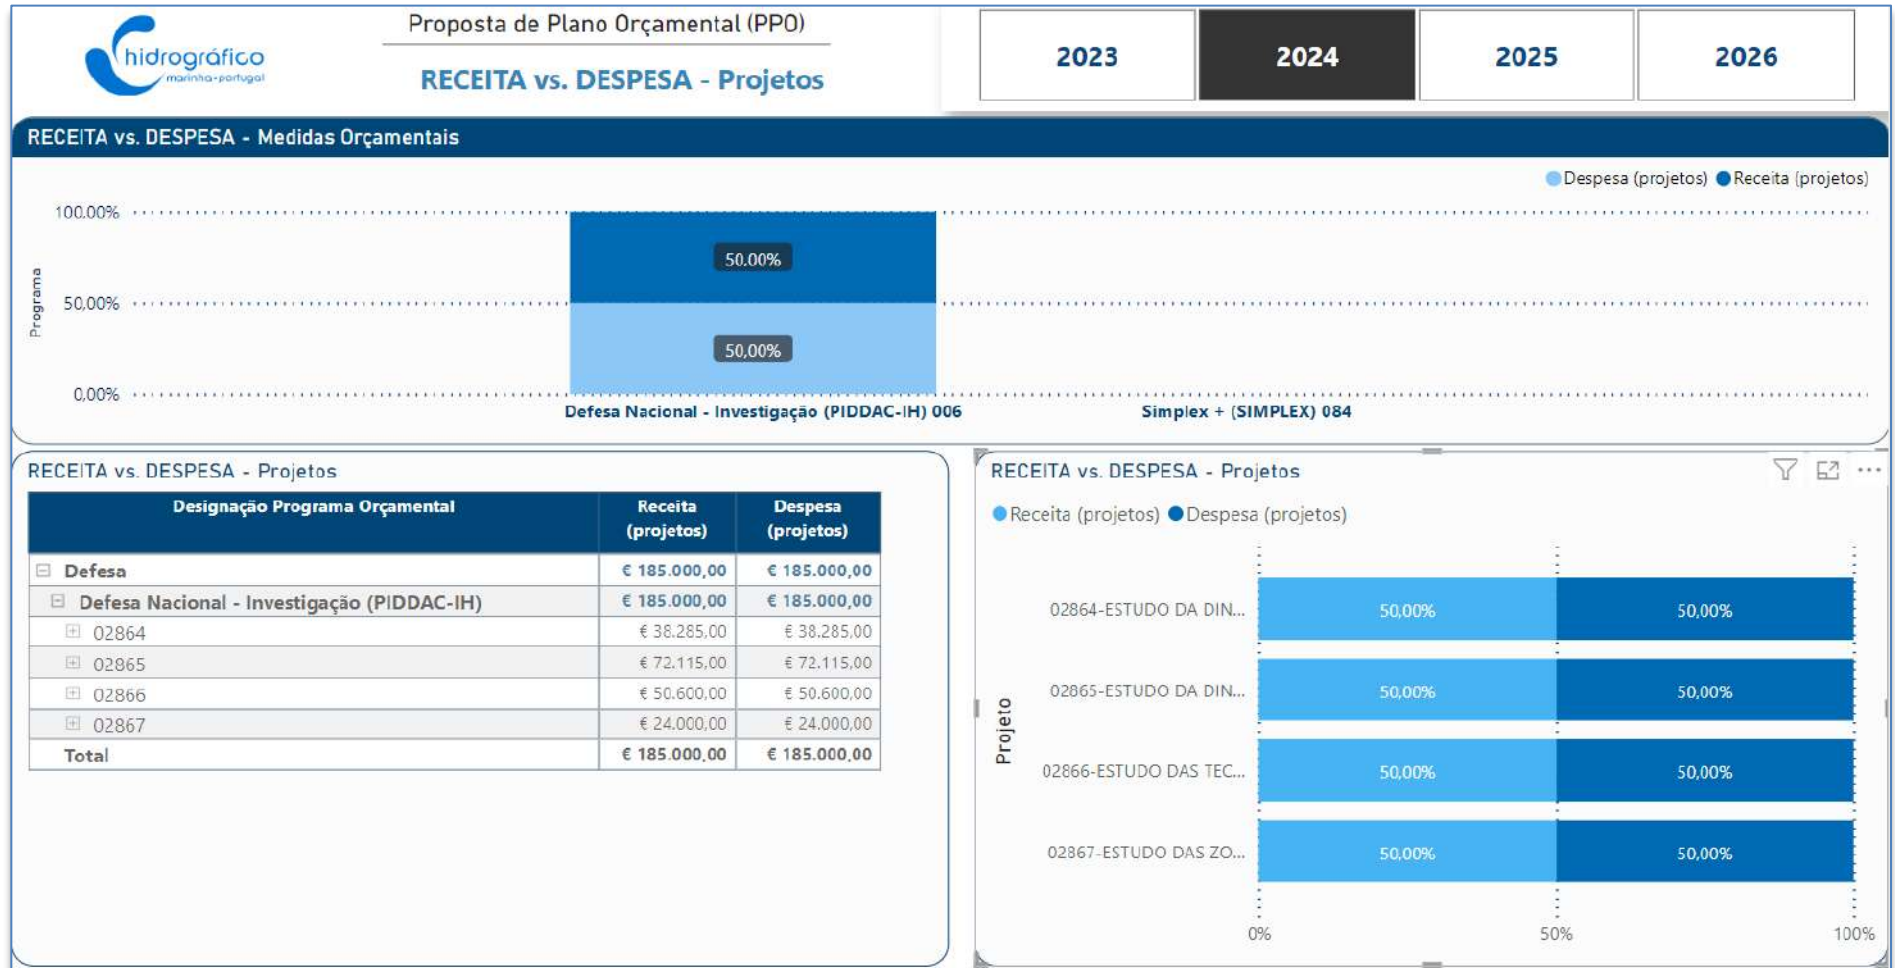 hidrográfico
marinha-portugal
Proposta de Plano Orçamental (PPO)
RECEITA vs. DESPESA - Projetos
2023 2024 2025 2026
RECEITA vs. DESPESA - Medidas Orçamentais
Despesa (projetos) Receita (projetos)
Programa
100.00%
50,00%
0,00%
50.00%
50,00%
Defesa Nacional - Investigação (PIDDAC-IH) 006 Simplex + (SIMPLEX) 084
RECEITA vs. DESPESA - Projetos
Designação Programa Orçamental Receita (projetos) Despesa (projetos)
Defesa € 185.000,00 € 185.000,00
Defesa Nacional - Investigação (PIDDAC-IH) € 185.000,00 € 185.000,00
02864 € 38.285,00 € 38.285,00
02865 € 72.115,00 € 72.115,00
02866 € 50.600,00 € 50.600,00
02867 € 24.000,00 € 24.000,00
Total € 185.000,00 € 185.000,00
RECEITA vs. DESPESA - Projetos
Receita (projetos) Despesa (projetos)
Projeto
02864-ESTUDO DA DIN... 50,00% 50,00%
02865-ESTUDO DA DIN... 50,00% 50,00%
02866-ESTUDO DAS TEC... 50,00% 50,00%
02867-ESTUDO DAS ZO... 50,00% 50,00%
0% 50% 100%